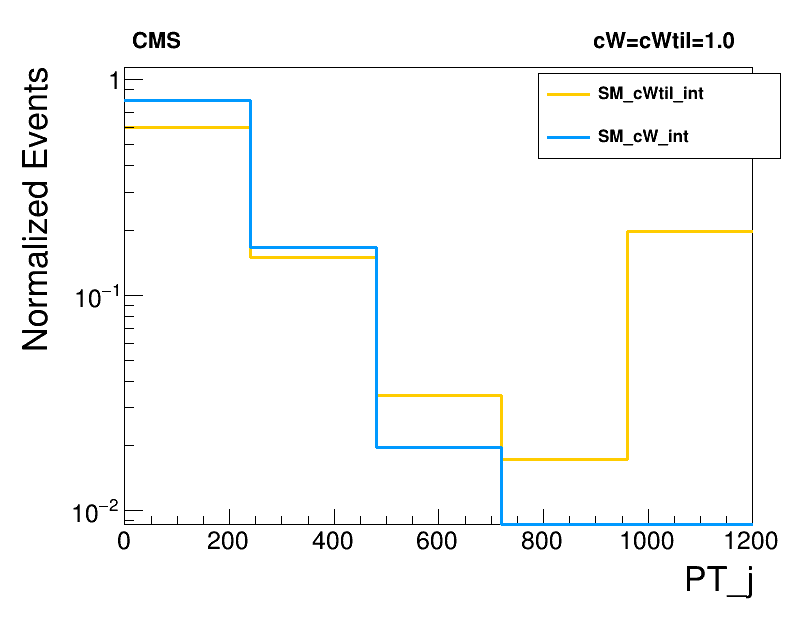 CMS
cW=cWtil=1.0
Normalized Events
SM_cWtil_int
SM_cW_int
1
10⁻¹
10⁻²
0 200 400 600 800 1000 1200
PT_j